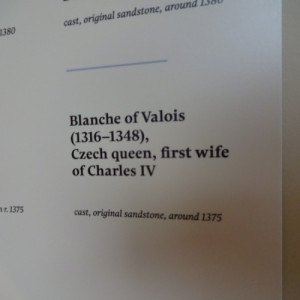 cast, original sandstone, around 1380
1380
Blanche of Valois
(1316–1348),
Czech queen, first wife
of Charles IV
r. 1375
cast, original sandstone, around 1375